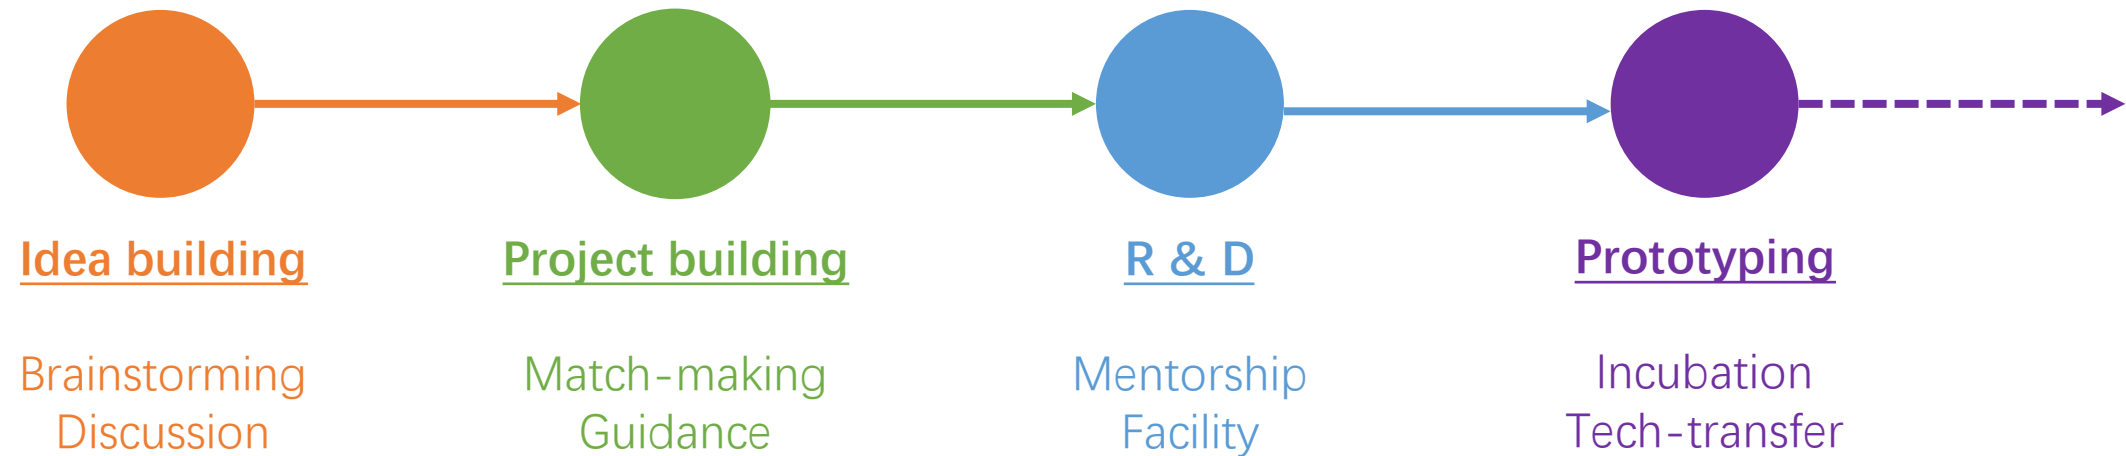 Idea building
Brainstorming
Discussion
Project building
Match-making
Guidance
R & D
Mentorship
Facility
Prototyping
Incubation
Tech-transfer